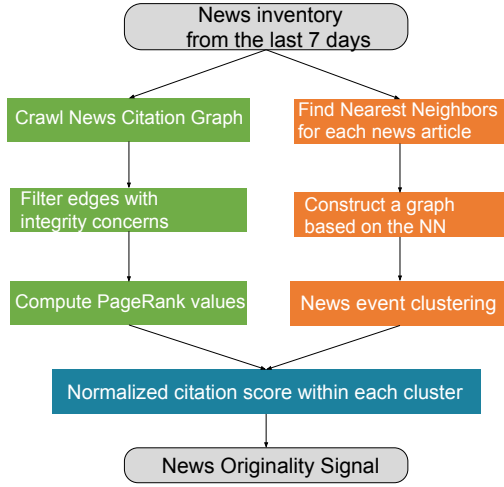 News inventory
from the last 7 days
Crawl News Citation Graph
Find Nearest Neighbors
for each news article
Filter edges with
integrity concerns
Construct a graph
based on the NN
Compute PageRank values
News event clustering
Normalized citation score within each cluster
News Originality Signal